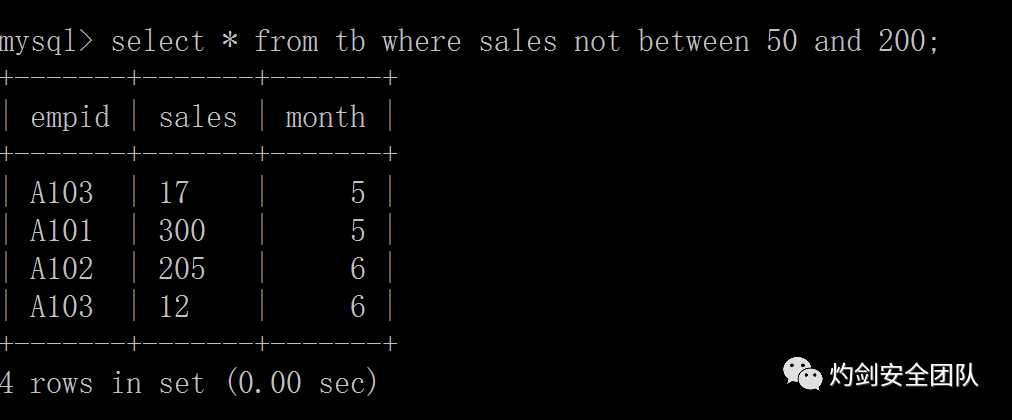 mysql> select * from tb where sales not between 50 and 200;
+-------+-------+-------+
| empid | sales | month |
+-------+-------+-------+
| A103 | 17 | 5 |
| A101 | 300 | 5 |
| A102 | 205 | 6 |
| A103 | 12 | 6 |
+-------+-------+-------+
4 rows in set (0.00 sec)
灼剑安全团队